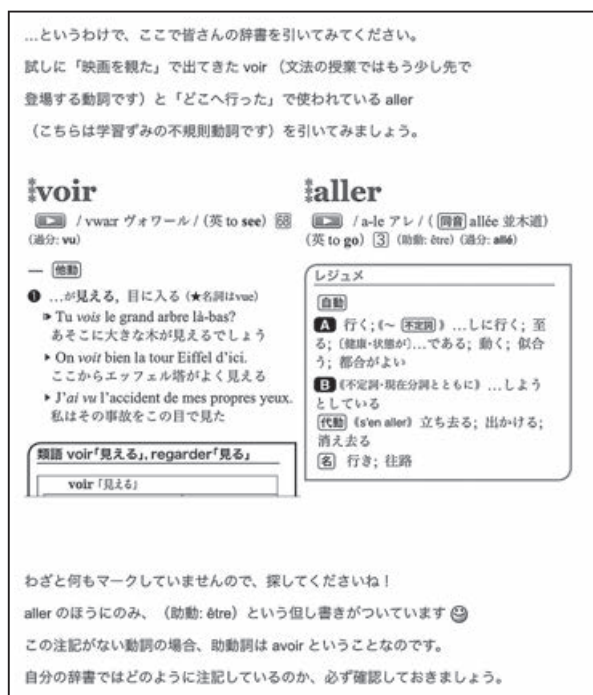 …というわけで、ここで皆さんの辞書を引いてみてください。
試しに「映画を観た」で出てきた voir （文法の授業ではもう少し先で
登場する動詞です）と「どこへ行った」で使われている aller
（こちらは学習ずみの不規則動詞です）を引いてみましょう。
voir
/ vwaːr ヴォワール / (英 to see) 68
(過分: vu)
— 他動
❶ …が見える, 目に入る (★名詞はvue)
▶ Tu vois le grand arbre là-bas?
あそこに大きな木が見えるでしょう
▶ On voit bien la tour Eiffel d'ici.
ここからエッフェル塔がよく見える
▶ J'ai vu l'accident de mes propres yeux.
私はその事故をこの目で見た
類語 voir「見える」, regarder「見る」
voir「見える」
aller
/ a-le アレ / ( 同音 allée 並木道)
(英 to go) 3 (助動: être) (過分: allé)
レジュメ
自動
A 行く; 《~ 不定詞》 …しに行く; 至
る; 〔健康・状態が〕…である; 動く; 似合
う; 都合がよい
B 《不定詞・現在分詞とともに》 …しよう
としている
代動 《s'en aller》 立ち去る; 出かける;
消え去る
名 行き; 往路
わざと何もマークしていませんので、探してくださいね！
aller のほうにのみ、（助動: être）という但し書きがついています😃
この注記がない動詞の場合、助動詞は avoir ということなのです。
自分の辞書ではどのように注記しているのか、必ず確認しておきましょう。